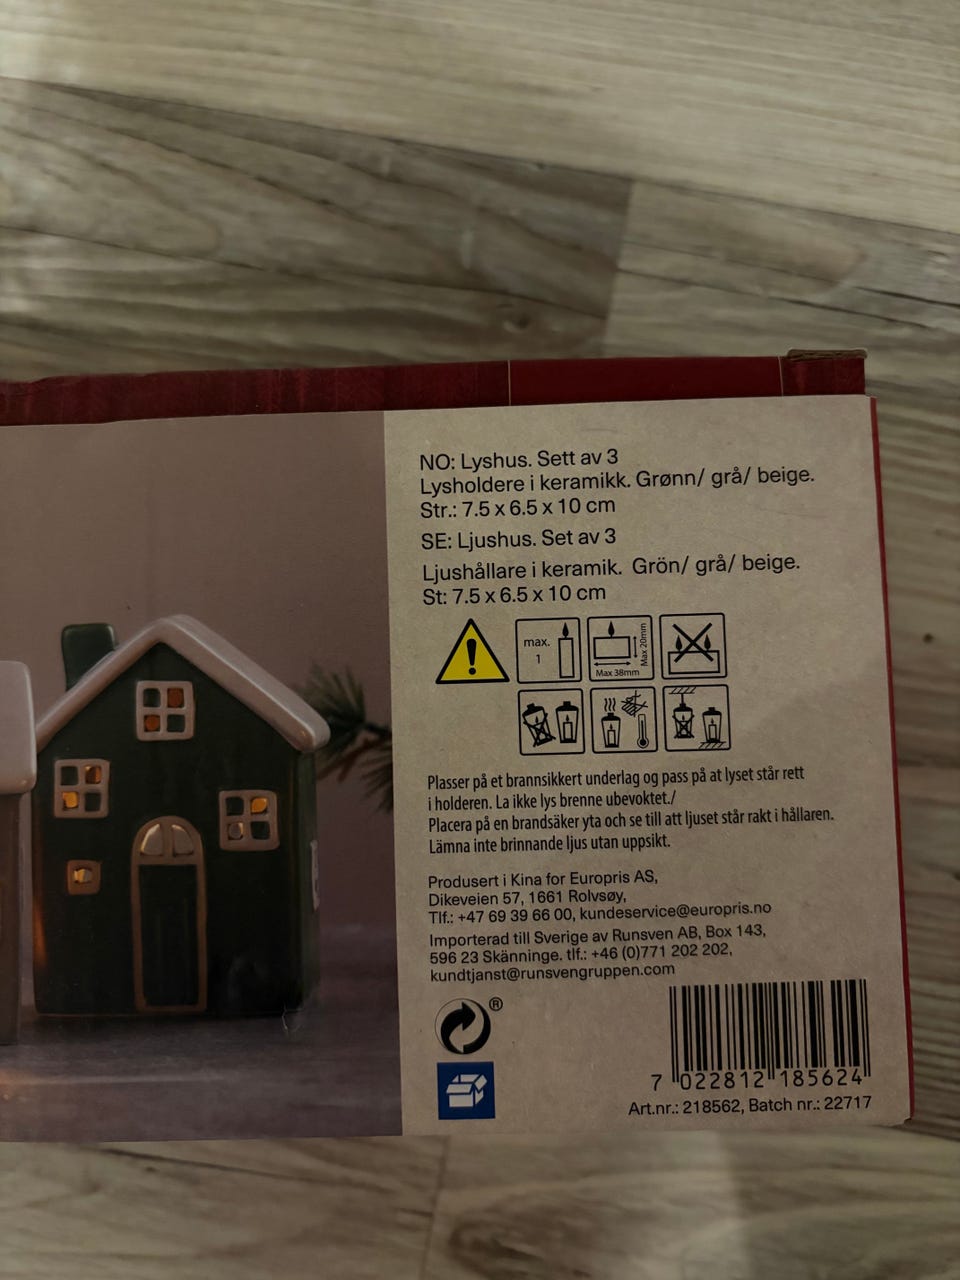 NO: Lyshus. Sett av 3
Lysholdere i keramikk. Grønn/ grå/ beige.
Str.: 7.5 x 6.5 x 10 cm
SE: Ljushus. Set av 3
Ljushållare i keramik. Grön/ grå/ beige.
St: 7.5 x 6.5 x 10 cm
max.
1
Max 38mm
Max 20mm
Plasser på et brannsikkert underlag og pass på at lyset står rett
i holderen. La ikke lys brenne ubevoktet./
Placera på en brandsäker yta och se till att ljuset står rakt i hållaren.
Lämna inte brinnande ljus utan uppsikt.
Produsert i Kina for Europris AS,
Dikeveien 57, 1661 Rolvsøy,
Tlf.: +47 69 39 66 00, kundeservice@europris.no
Importerad till Sverige av Runsven AB, Box 143,
596 23 Skänninge. tlf.: +46 (0)771 202 202,
kundtjanst@runsvengruppen.com
®
7 022812 185624
Art.nr.: 218562, Batch nr.: 22717